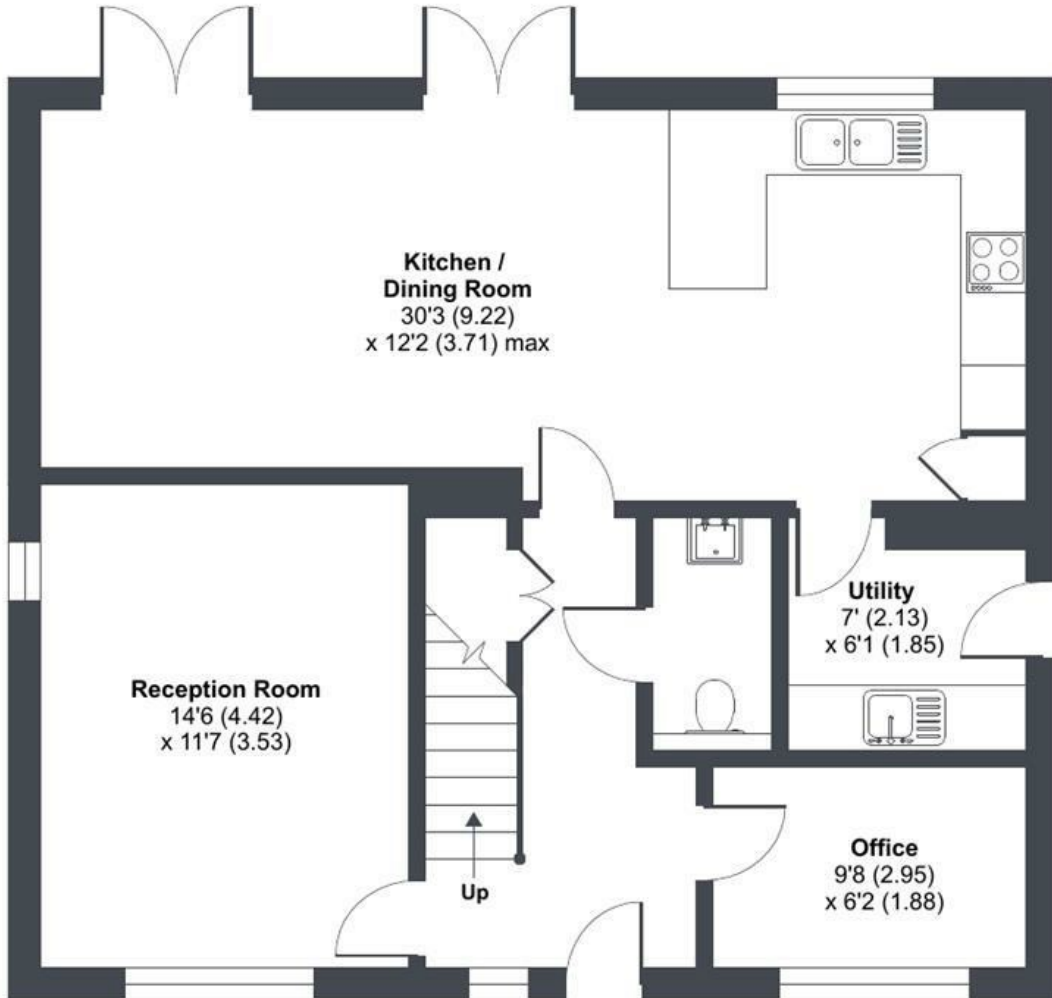 Kitchen /
Dining Room
30'3 (9.22)
x 12'2 (3.71) max
Utility
7' (2.13)
x 6'1 (1.85)
Reception Room
14'6 (4.42)
x 11'7 (3.53)
Up
Office
9'8 (2.95)
x 6'2 (1.88)